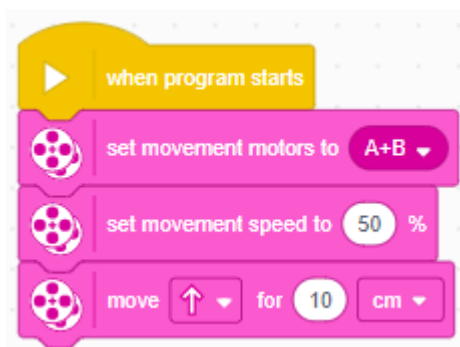 when program starts
set movement motors to A+B
set movement speed to 50 %
move for 10 cm